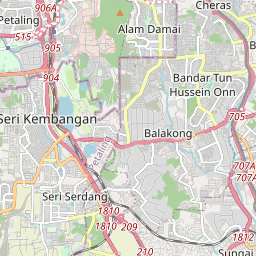 906A
Cheras
Petaling
515
905
Alam Damai
904
Bandar Tun
Hussein Onn
705
Seri Kembangan
Balakong
Petaling
707A
707A
Seri Serdang
1810
209
1810
210
1812
Sungai